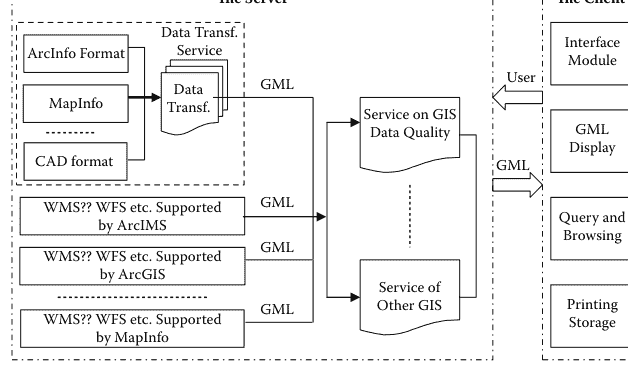 The Server
The Client
Data Transf.
Service
ArcInfo Format
MapInfo
CAD format
Data
Transf.
GML
WMS?? WFS etc. Supported
by ArcIMS
GML
WMS?? WFS etc. Supported
by ArcGIS
GML
WMS?? WFS etc. Supported
by MapInfo
GML
Service on GIS
Data Quality
Service of
Other GIS
User
GML
Interface
Module
GML
Display
Query and
Browsing
Printing
Storage